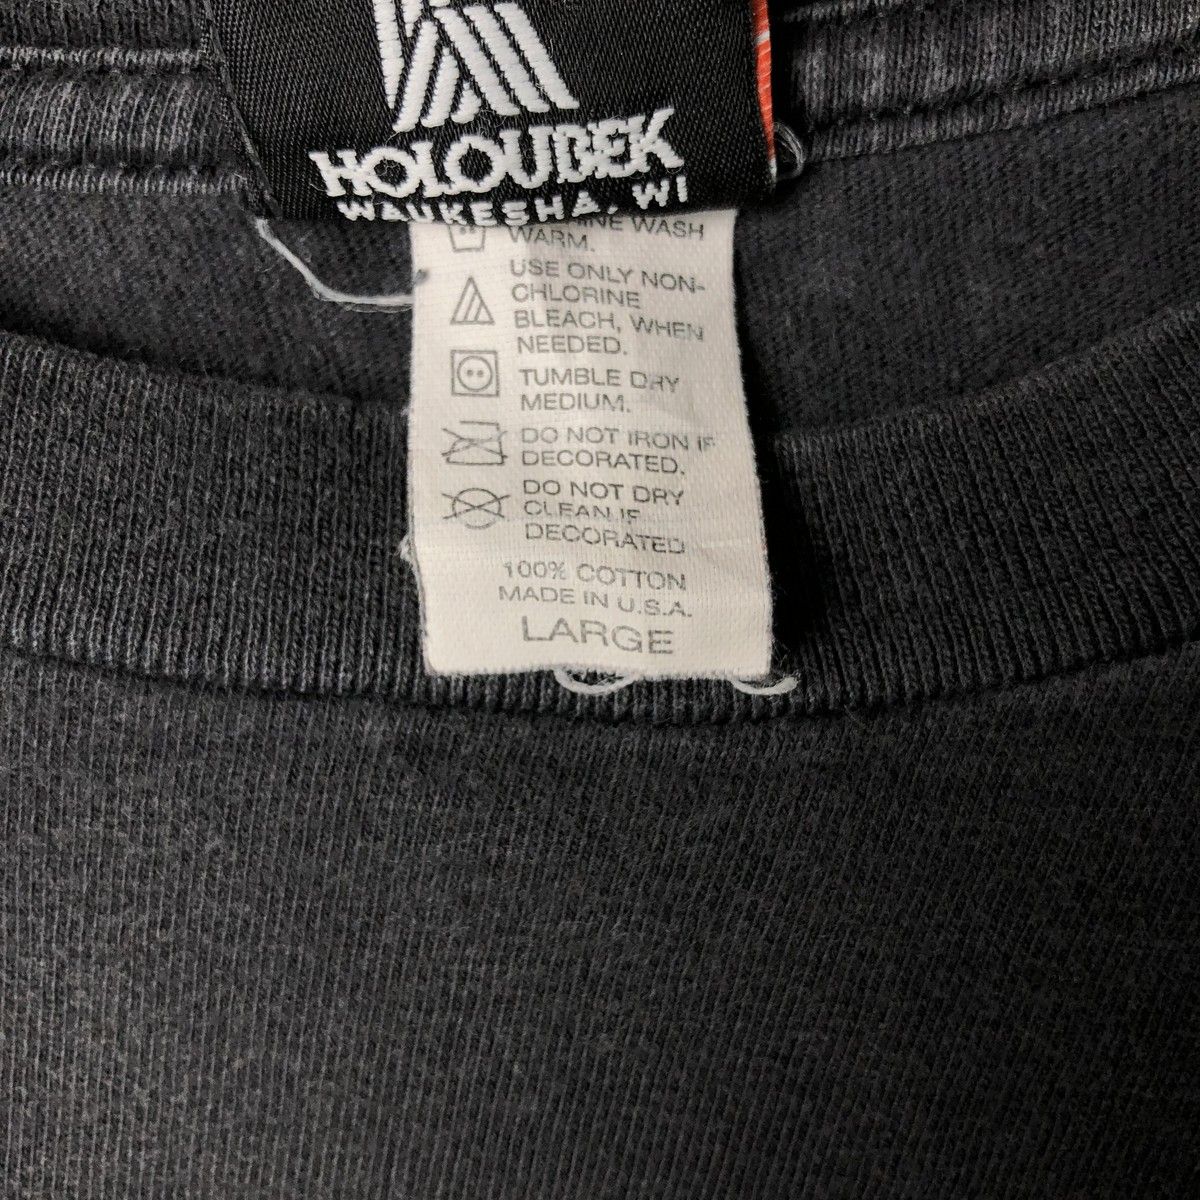 HOLOUBEK
WAUKESHA, WI
WASH
WARM.
USE ONLY NON-
CHLORINE
BLEACH, WHEN
NEEDED.
TUMBLE DRY
MEDIUM.
DO NOT IRON IF
DECORATED.
DO NOT DRY
CLEAN IF
DECORATED
100% COTTON
MADE IN U.S.A.
LARGE